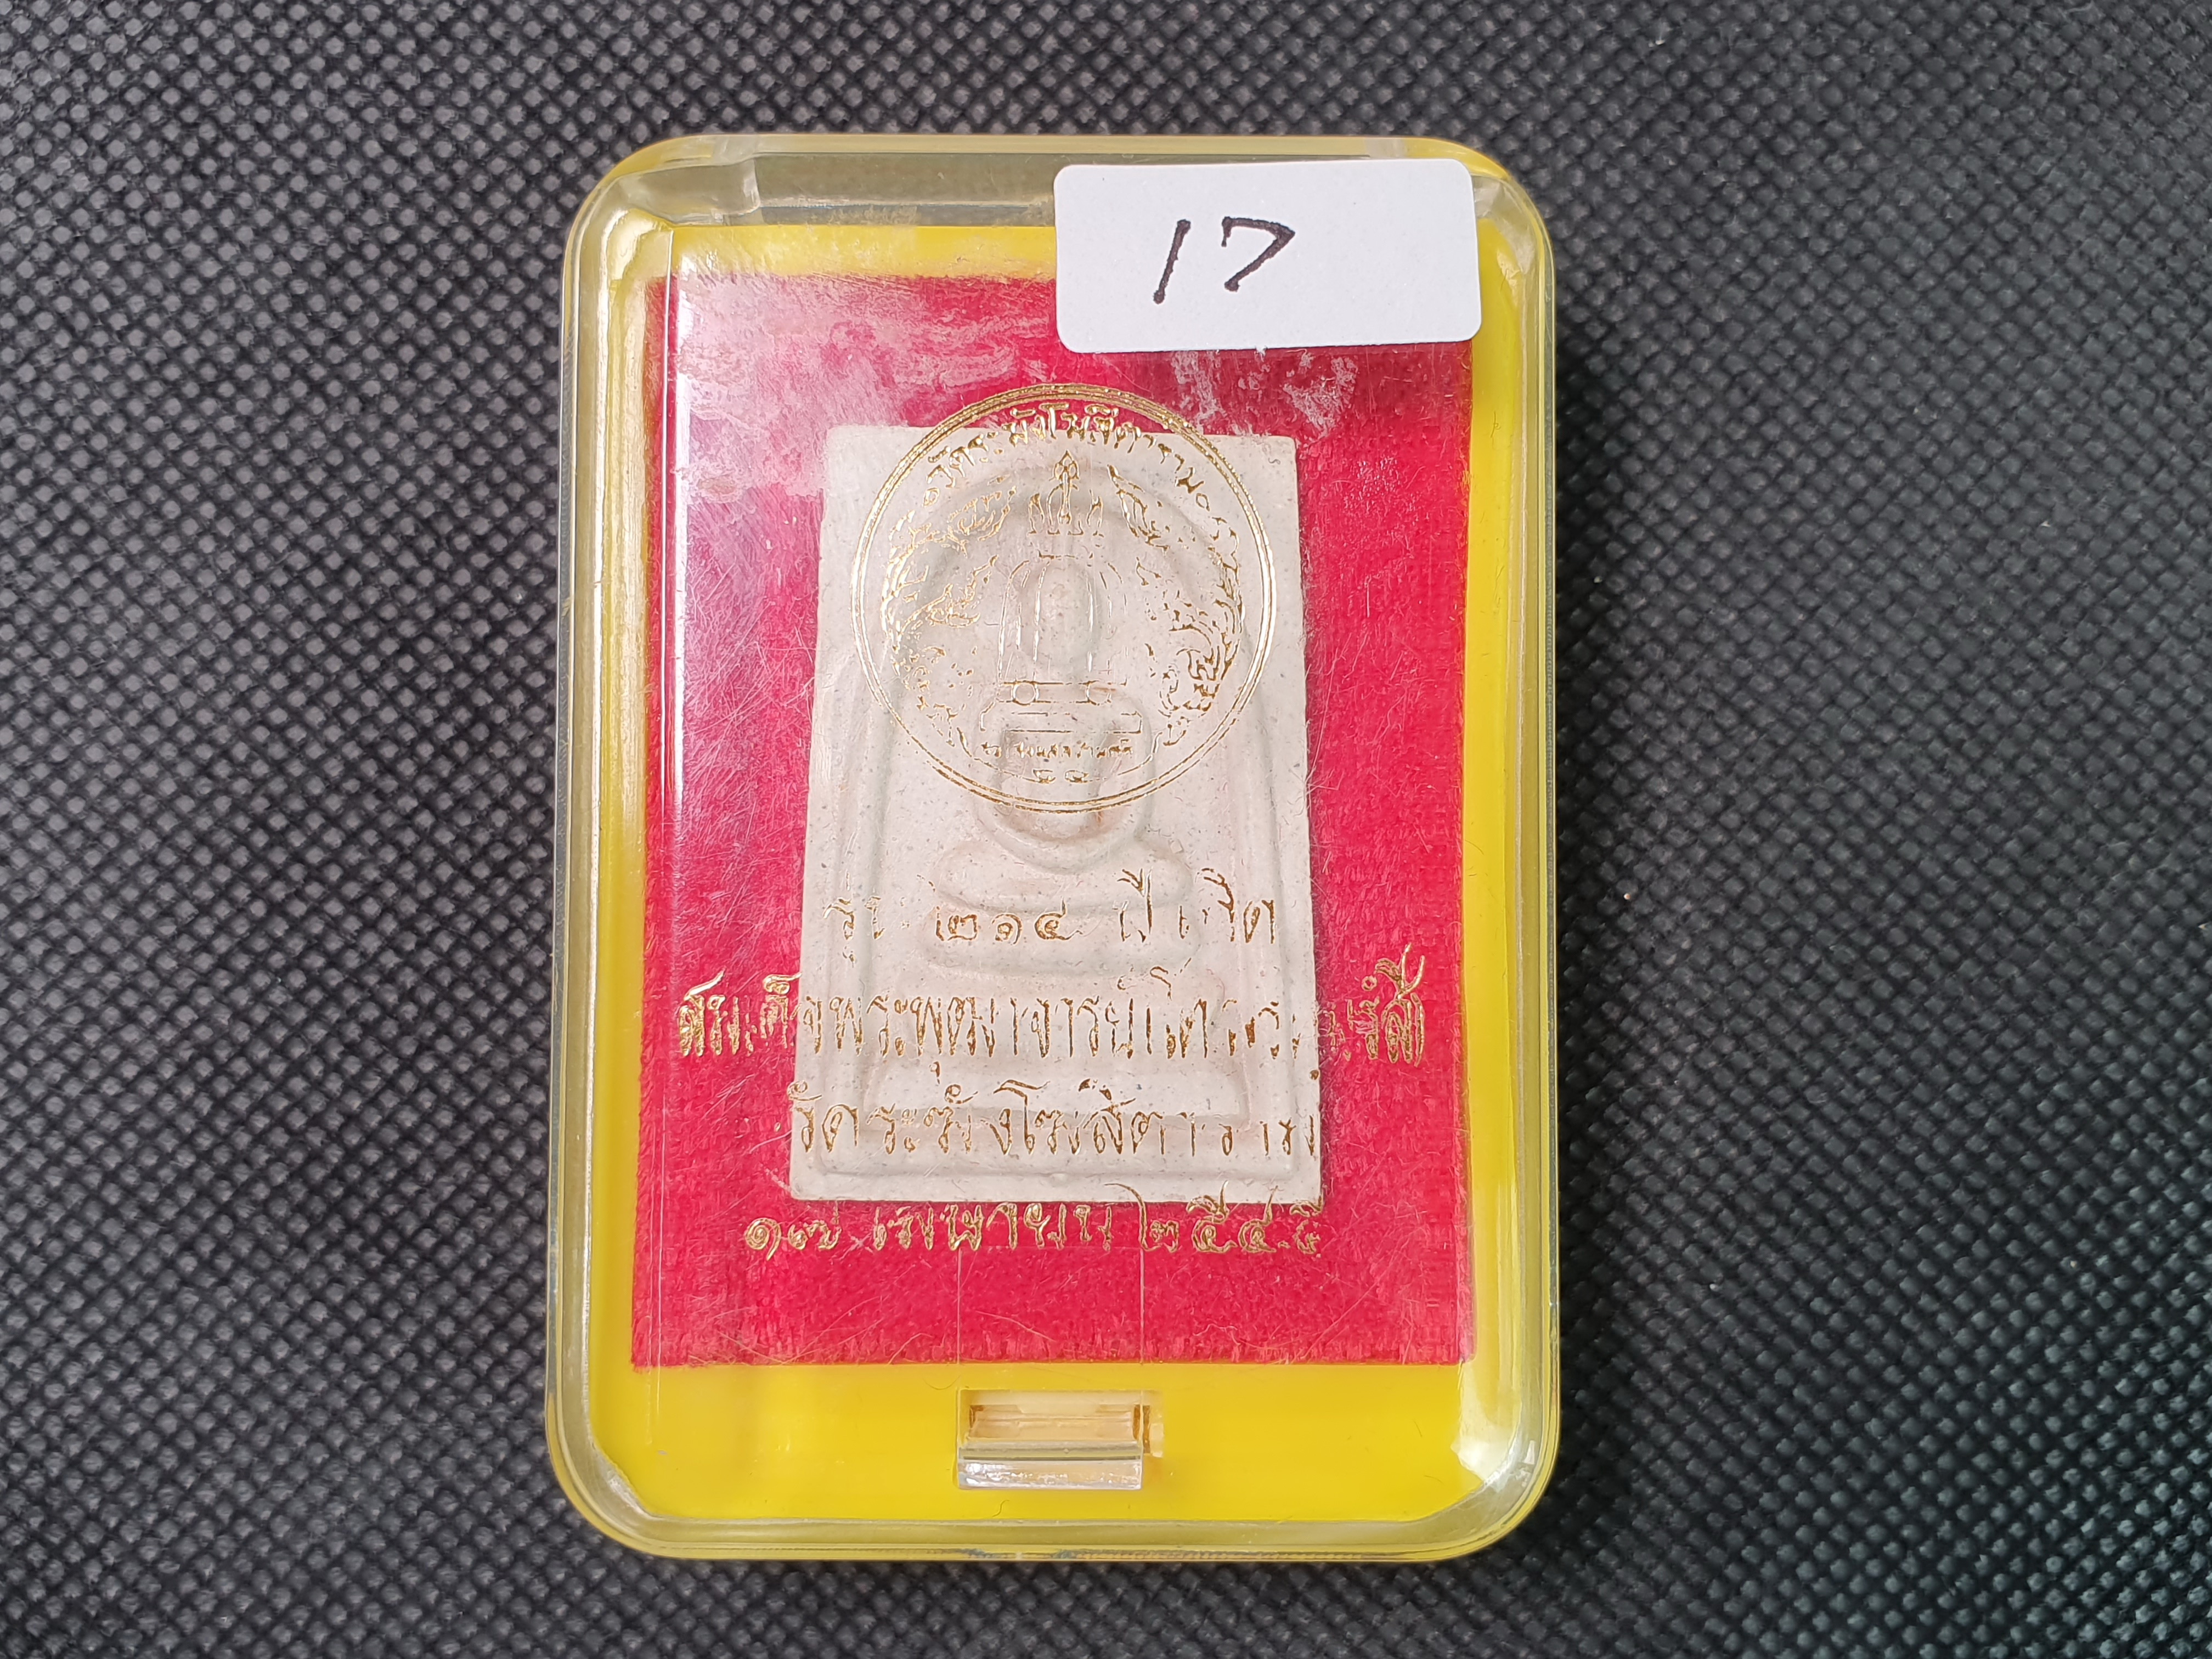 17
วัดระฆังโฆสิตาราม
รุ่น ๒๑๔ ปีเกิด
สมเด็จพระพุฒาจารย์โตพรหมรังสี
วัดระฆังโฆสิตาราม
๑๗ เมษายน ๒๕๔๕